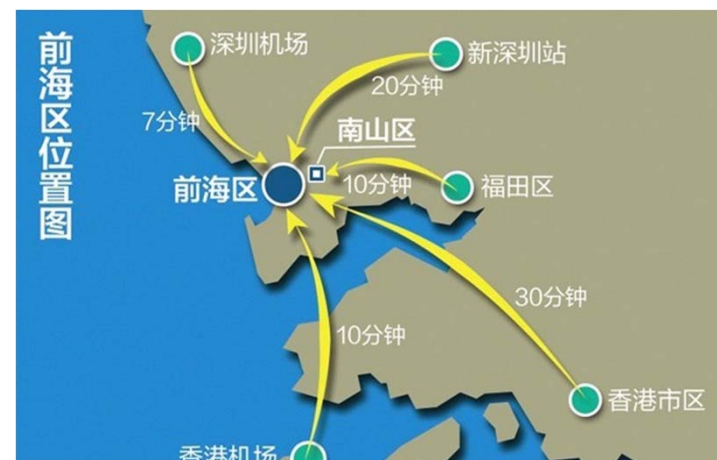 前海区位置图
深圳机场
新深圳站
20分钟
7分钟
南山区
前海区
10分钟
福田区
30分钟
10分钟
香港市区
香港机场